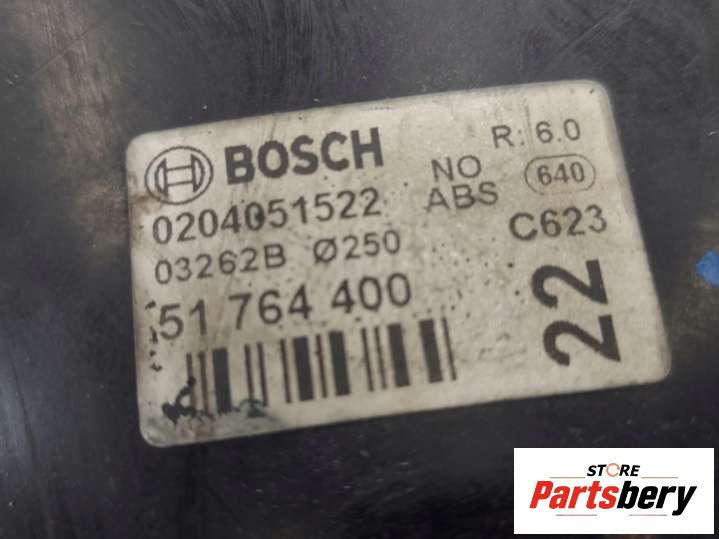 BOSCH
R: 6.0
NO
ABS
640
0204051522
C623
03262B Ø250
51 764 400
22
STORE
Partsbery